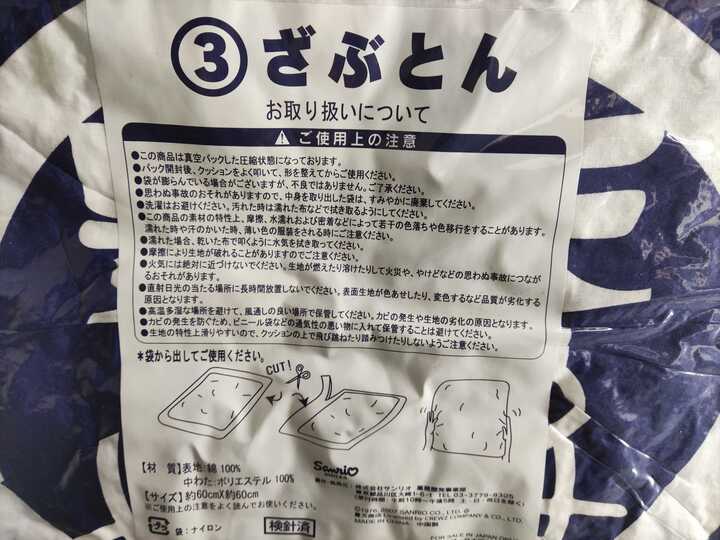 ③ざぶとん
お取り扱いについて
⚠ご使用上の注意
●この商品は真空パックした圧縮状態になっております。
●パック開封後、クッションをよく叩いて、形を整えてからご使用ください。
●袋が膨らんでいる場合がございますが、不良ではありません。ご了承ください。
●思わぬ事故のおそれがありますので、中身を取り出した袋は、すみやかに廃棄してください。
●洗濯はお避けください。汚れた時は濡れた布などで拭き取るようにしてください。
●この商品の素材の特性上、摩擦、水濡れおよび密着などによって若干の色落ちや色移行をすることがあります。
濡れた時や汗のかいた時、薄い色の服装をされる時にご注意ください。
●濡れた場合、乾いた布で叩くように水気を拭き取ってください。
●摩擦により生地が破れることがありますのでご注意ください。
●火気には絶対に近づけないでください。生地が燃えたり溶けたりして火災や、やけどなどの思わぬ事故につながるおそれがあります。
●直射日光の当たる場所に長時間放置しないでください。表面生地が色あせしたり、変色するなど品質が劣化する
原因となります。
●高温多湿な場所を避けて、風通しの良い場所で保管してください。カビの発生や生地の劣化の原因となります。
●カビの発生を防ぐため、ビニール袋などの通気性の悪い物に入れて保管することは避けてください。
●生地の特性上滑りやすいので、クッションの上で飛び跳ねたり踏みつけたりしないようご注意ください。
*袋から出してご使用ください。
CUT!
【材 質】表地:綿 100%
中わた:ポリエステル 100%
【サイズ】約60cmX約60cm
※ご使用上の注意をよく読んでお使いください。
プラ 袋:ナイロン
検針済
Sanrio
株式会社サンリオ
東京都品川区大崎1-6-1 TEL 03-3779-8305
MADE IN CHINA 中国製
FOR SALE IN JAPAN